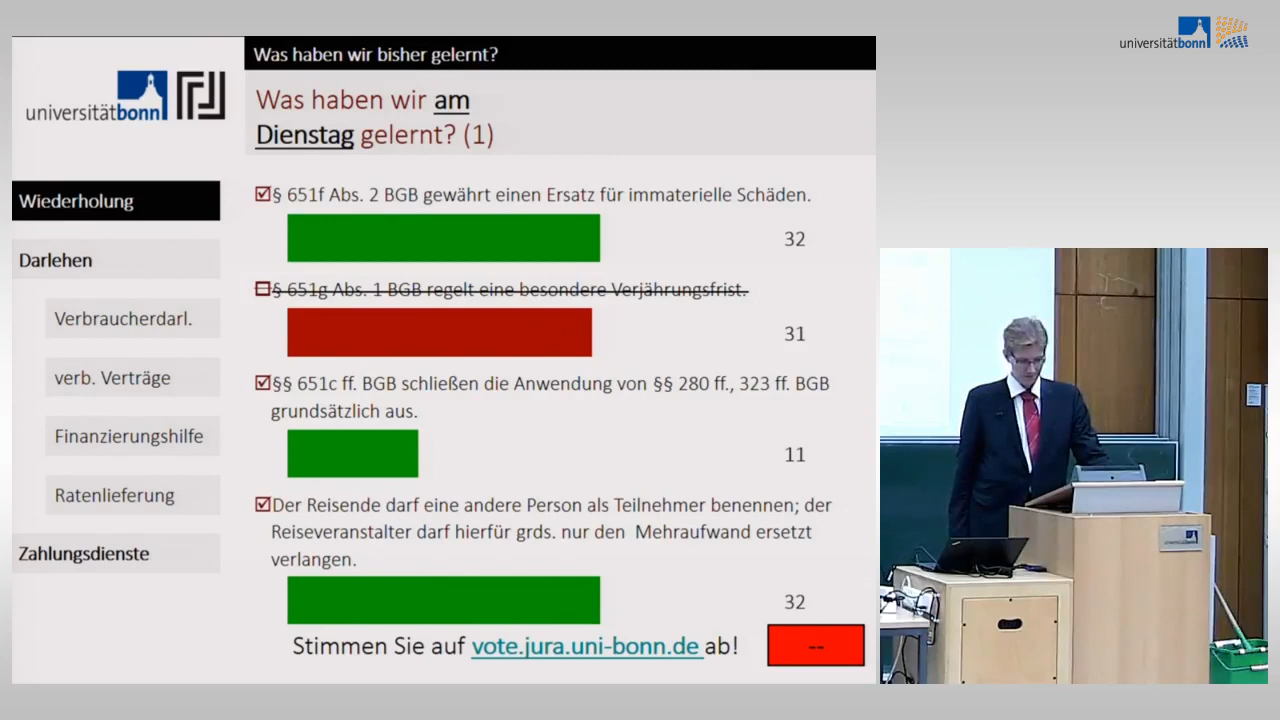 universitätbonn
Was haben wir bisher gelernt?
universitätbonn
Was haben wir am
Dienstag gelernt? (1)
Wiederholung
Darlehen
Verbraucherdarl.
verb. Verträge
Finanzierungshilfe
Ratenlieferung
Zahlungsdienste
§ 651f Abs. 2 BGB gewährt einen Ersatz für immaterielle Schäden.
32
§ 651g Abs. 1 BGB regelt eine besondere Verjährungsfrist.
31
§§ 651c ff. BGB schließen die Anwendung von §§ 280 ff., 323 ff. BGB
grundsätzlich aus.
11
Der Reisende darf eine andere Person als Teilnehmer benennen; der
Reiseveranstalter darf hierfür grds. nur den Mehraufwand ersetzt
verlangen.
32
Stimmen Sie auf vote.jura.uni-bonn.de ab!
--